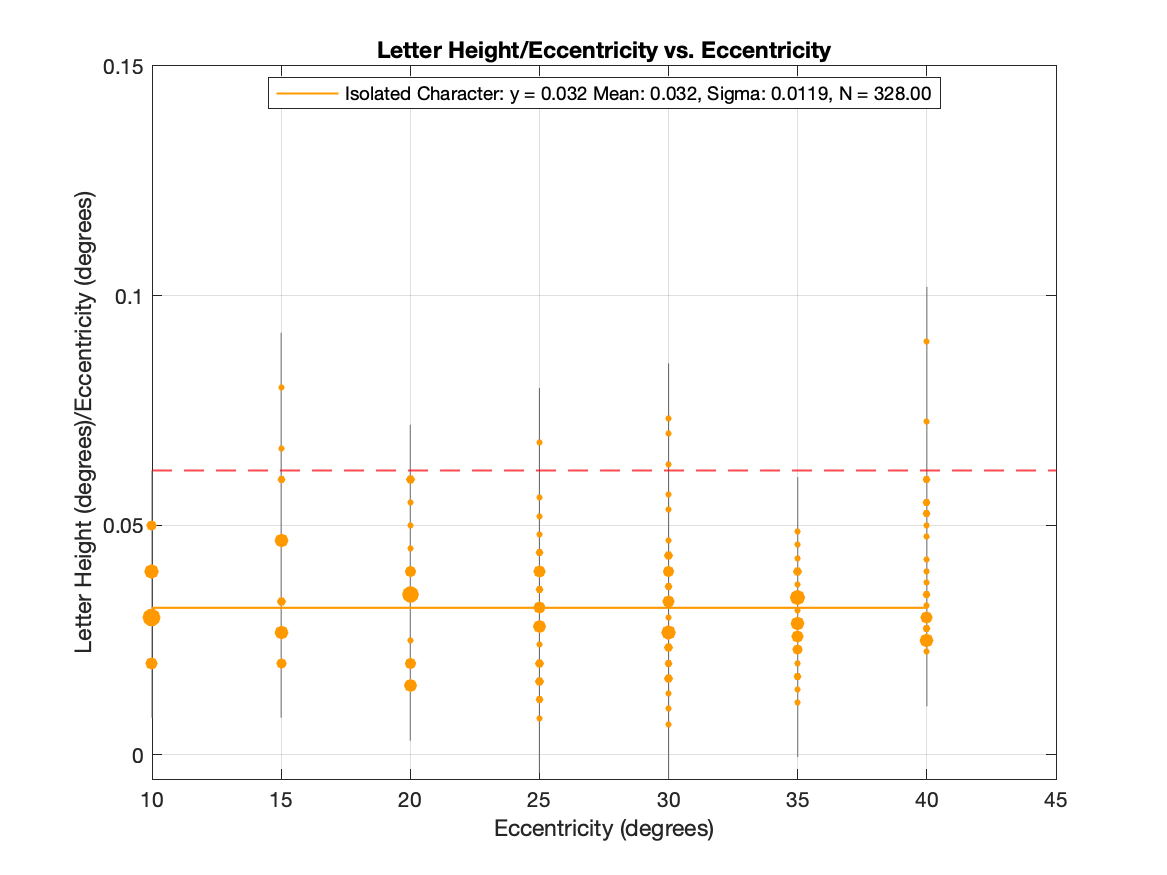 Letter Height/Eccentricity vs. Eccentricity
Isolated Character: y = 0.032 Mean: 0.032, Sigma: 0.0119, N = 328.00
Letter Height (degrees)/Eccentricity (degrees)
0.15
0.1
0.05
0
10 15 20 25 30 35 40 45
Eccentricity (degrees)